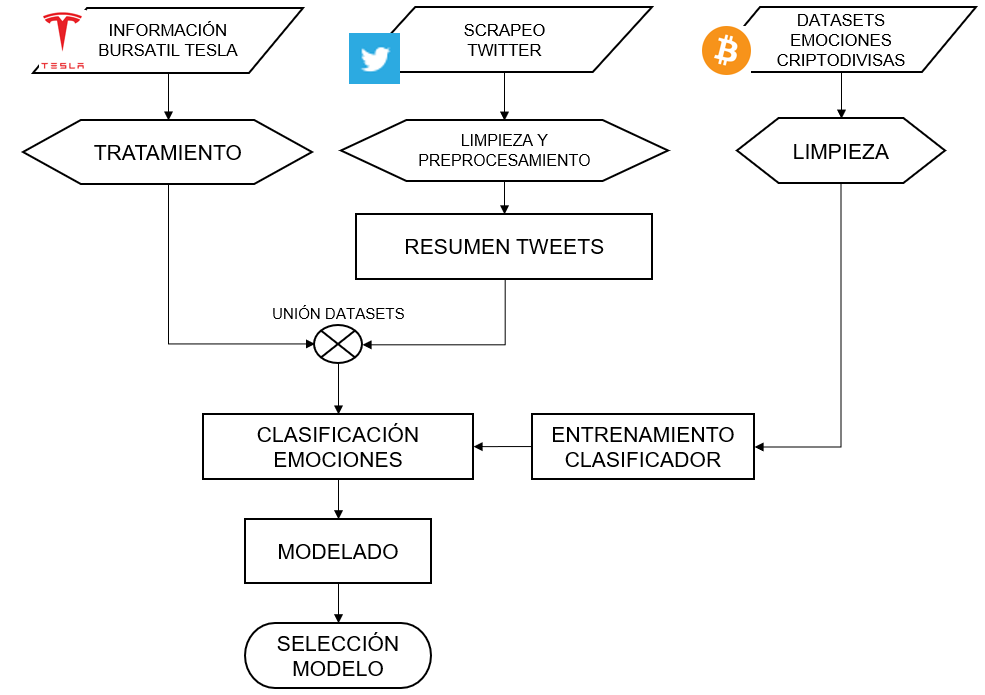 INFORMACIÓN
BURSATIL TESLA
TESLA
SCRAPEO
TWITTER
DATASETS
EMOCIONES
CRIPTODIVISAS
TRATAMIENTO
LIMPIEZA Y
PREPROCESAMIENTO
LIMPIEZA
RESUMEN TWEETS
UNIÓN DATASETS
CLASIFICACIÓN
EMOCIONES
ENTRENAMIENTO
CLASIFICADOR
MODELADO
SELECCIÓN
MODELO